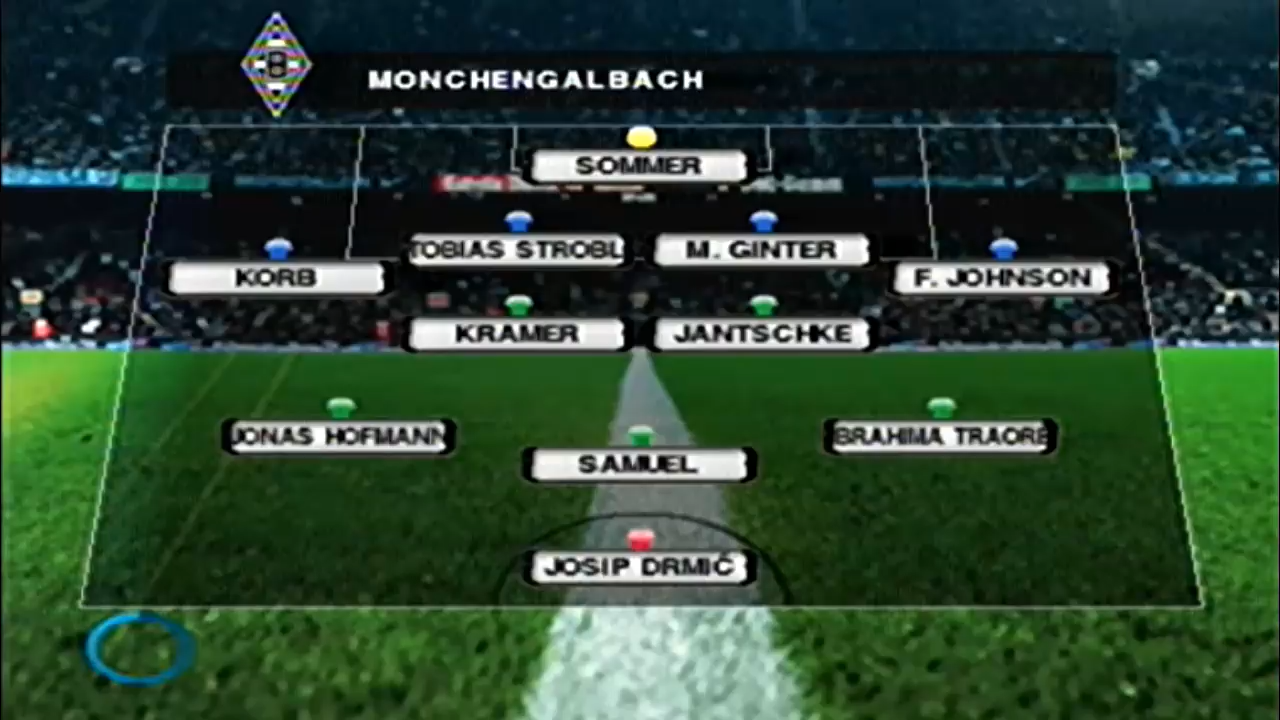 B
MONCHENGALBACH
SOMMER
TOBIAS STROBL
M. GINTER
KORB
F. JOHNSON
KRAMER
JANTSCHKE
JONAS HOFMANN
BRAHIMA TRAORE
SAMUEL
JOSIP DRMIĆ